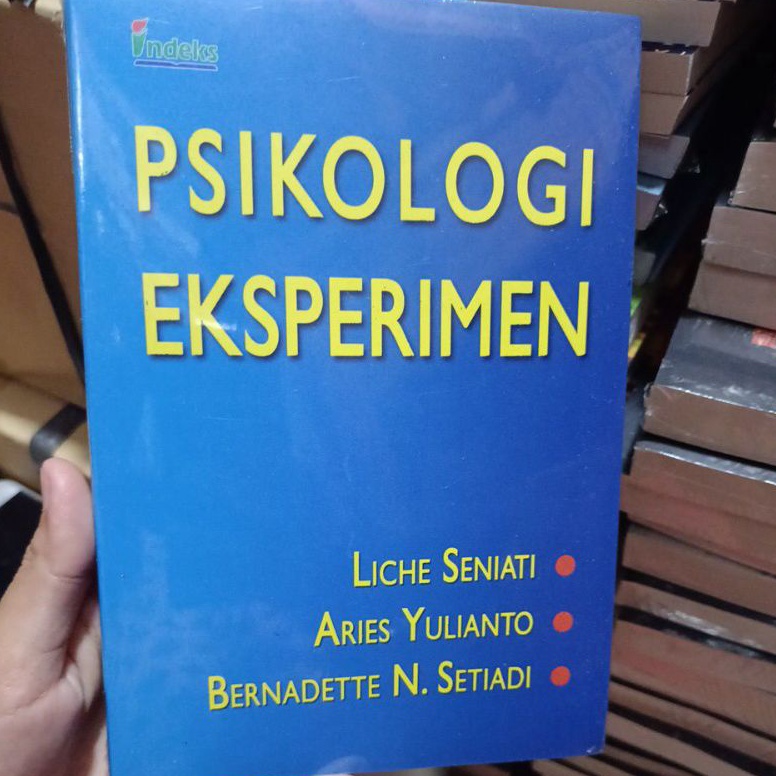 indeks
PSIKOLOGI
EKSPERIMEN
LICHE SENIATI
ARIES YULIANTO
BERNADETTE N. SETIADI